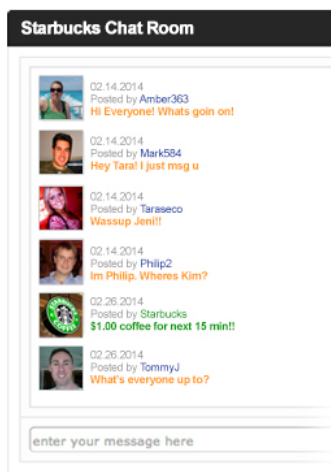 Starbucks Chat Room
02.14.2014
Posted by Amber363
Hi Everyone! Whats goin on!
02.14.2014
Posted by Mark584
Hey Tara! I just msg u
02.14.2014
Posted by Taraseco
Wassup Jeni!!
02.14.2014
Posted by Philip2
Im Philip. Wheres Kim?
STARBUCKS
COFFEE
02.26.2014
Posted by Starbucks
$1.00 coffee for next 15 min!!
02.26.2014
Posted by TommyJ
What's everyone up to?
enter your message here